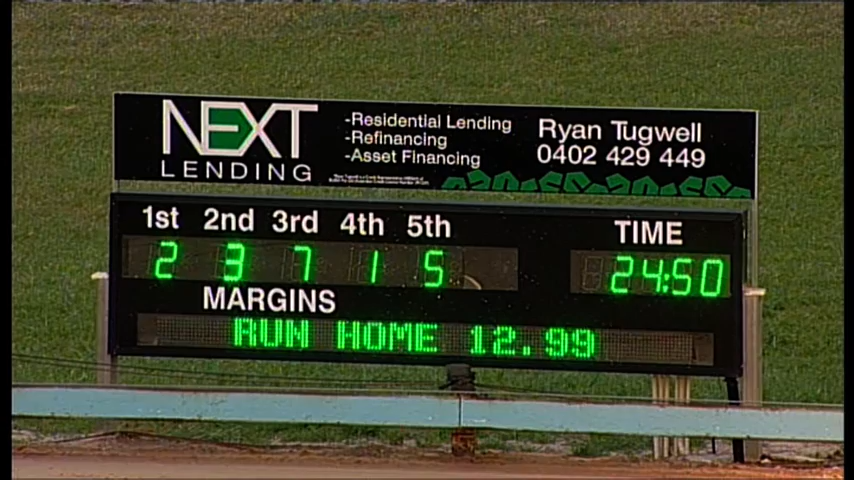 NEXT
LENDING
-Residential Lending
-Refinancing
-Asset Financing
Ryan Tugwell
0402 429 449
1st 2nd 3rd 4th 5th TIME
2 3 7 1 5 24:50
MARGINS
RUN HOME 12.99